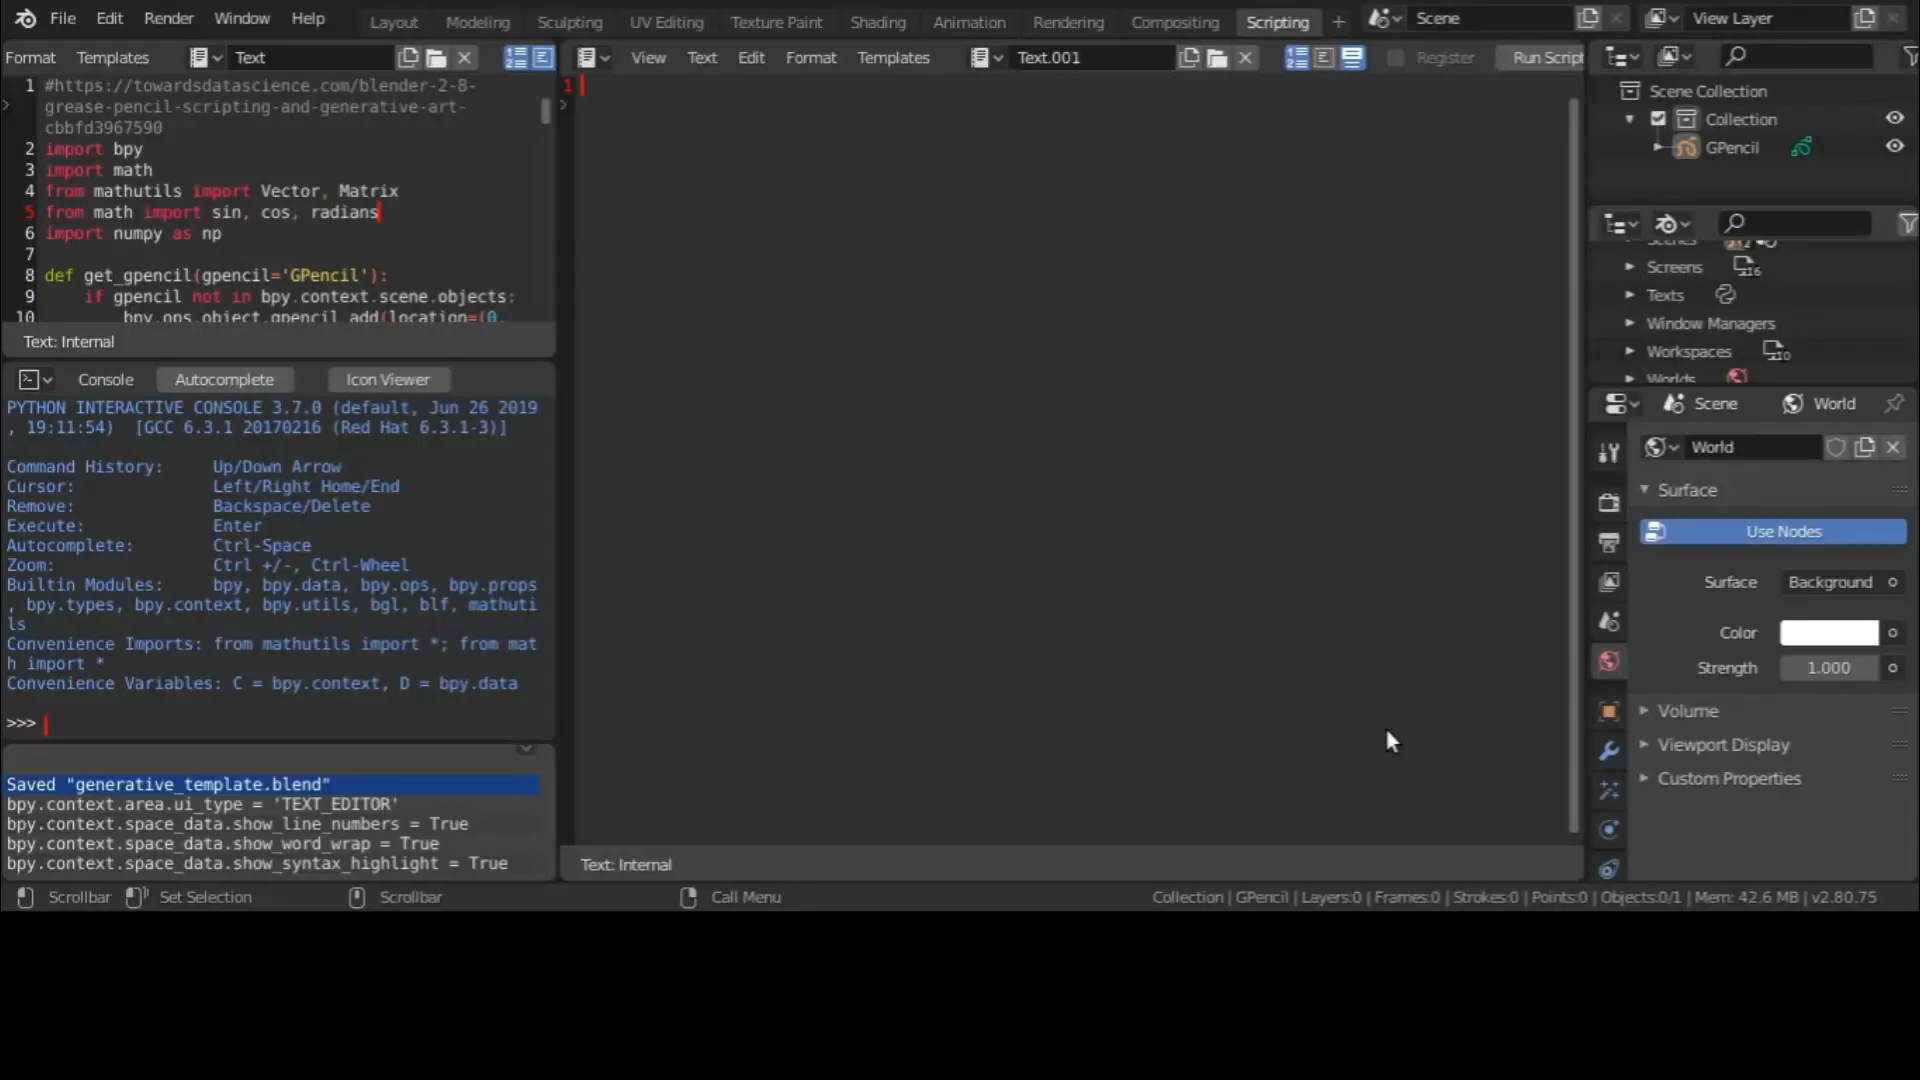 File Edit Render Window Help Layout Modeling Sculpting UV Editing Texture Paint Shading Animation Rendering Compositing Scripting + Scene View Layer
Format Templates Text View Text Edit Format Templates Text.001 Register Run Script
1 #https://towardsdatascience.com/blender-2-8-
grease-pencil-scripting-and-generative-art-
cbbfd3967590
2 import bpy
3 import math
4 from mathutils import Vector, Matrix
5 from math import sin, cos, radians
6 import numpy as np
7
8 def get_gpencil(gpencil='GPencil'):
9 if gpencil not in bpy.context.scene.objects:
10 bpy.ops.object.gpencil_add(location=(0,
Text: Internal
1
Console Autocomplete Icon Viewer
PYTHON INTERACTIVE CONSOLE 3.7.0 (default, Jun 26 2019
, 19:11:54) [GCC 6.3.1 20170216 (Red Hat 6.3.1-3)]
Command History: Up/Down Arrow
Cursor: Left/Right Home/End
Remove: Backspace/Delete
Execute: Enter
Autocomplete: Ctrl-Space
Zoom: Ctrl +/-, Ctrl-Wheel
Builtin Modules: bpy, bpy.data, bpy.ops, bpy.props
, bpy.types, bpy.context, bpy.utils, bgl, blf, mathuti
ls
Convenience Imports: from mathutils import *; from mat
h import *
Convenience Variables: C = bpy.context, D = bpy.data
>>>
Saved "generative_template.blend"
bpy.context.area.ui_type = 'TEXT_EDITOR'
bpy.context.space_data.show_line_numbers = True
bpy.context.space_data.show_word_wrap = True
bpy.context.space_data.show_syntax_highlight = True
Text: Internal
Scene Collection
Collection
GPencil
Scenes 2
Screens 16
Texts
Window Managers
Workspaces 10
Worlds
Scene World
World
Surface
Use Nodes
Surface Background
Color
Strength 1.000
Volume
Viewport Display
Custom Properties
Scrollbar Set Selection Scrollbar Call Menu Collection | GPencil | Layers:0 | Frames:0 | Strokes:0 | Points:0 | Objects:0/1 | Mem: 42.6 MB | v2.80.75